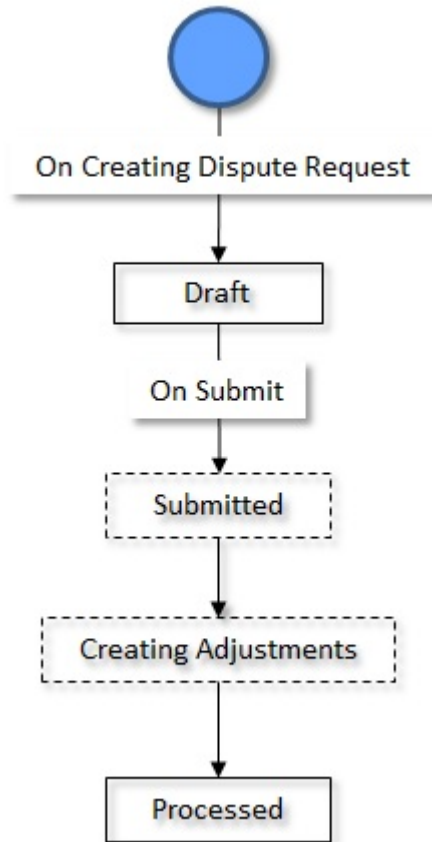 On Creating Dispute Request
Draft
On Submit
Submitted
Creating Adjustments
Processed